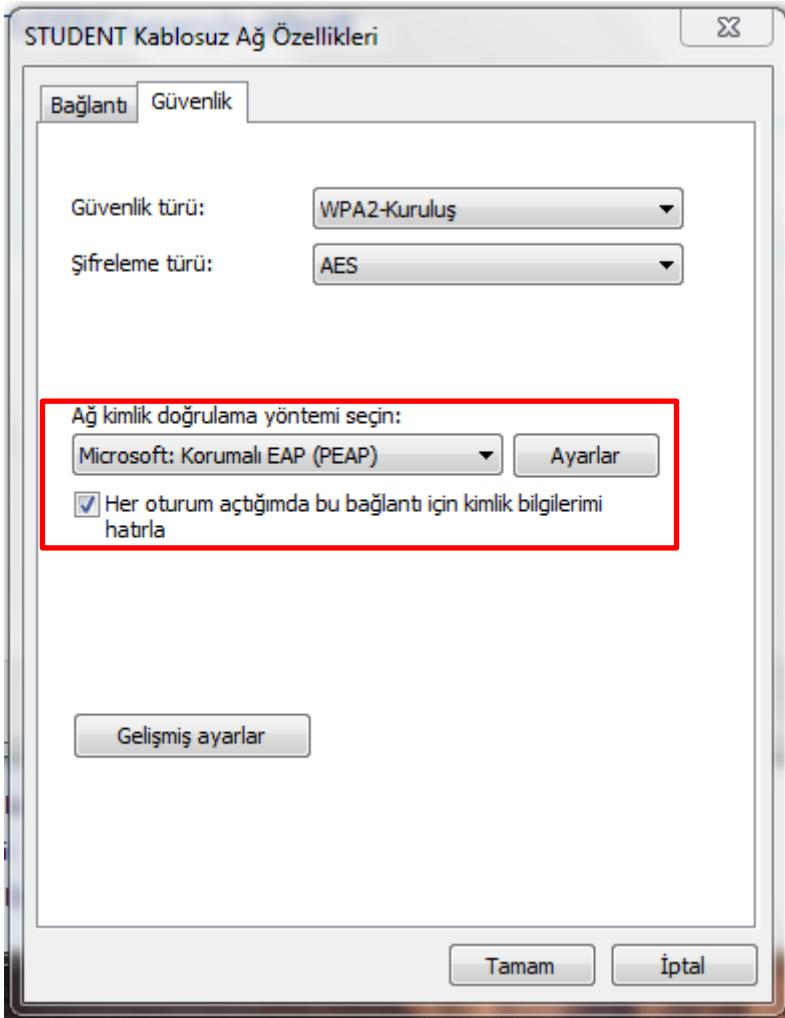 STUDENT Kablosuz Ağ Özellikleri
Bağlantı Güvenlik
Güvenlik türü: WPA2-Kuruluş
Şifreleme türü: AES
Ağ kimlik doğrulama yöntemi seçin:
Microsoft: Korumalı EAP (PEAP) Ayarlar
Her oturum açtığımda bu bağlantı için kimlik bilgilerimi
hatırla
Gelişmiş ayarlar
Tamam İptal